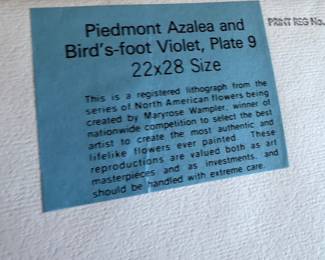 Piedmont Azalea and
Bird's-foot Violet, Plate 9
22x28 Size
This is a registered lithograph from the
series of North American flowers being
created by Maryrose Wampler, winner of
nationwide competition to select the best
artist to create the most authentic and
lifelike flowers ever painted. These
reproductions are valued both as art
masterpieces and as investments, and
should be handled with extreme care.
PRINT REG No.